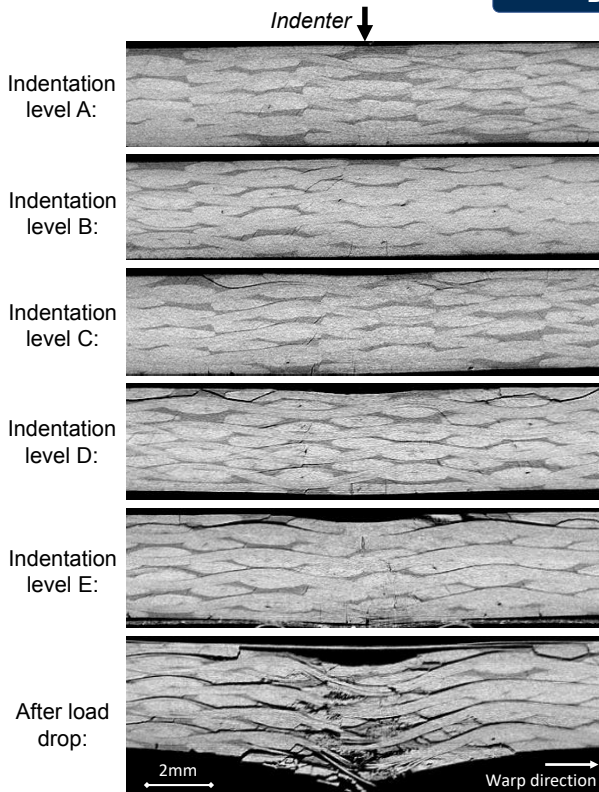 Indenter
Indentation
level A:
Indentation
level B:
Indentation
level C:
Indentation
level D:
Indentation
level E:
After load
drop:
2mm
Warp direction